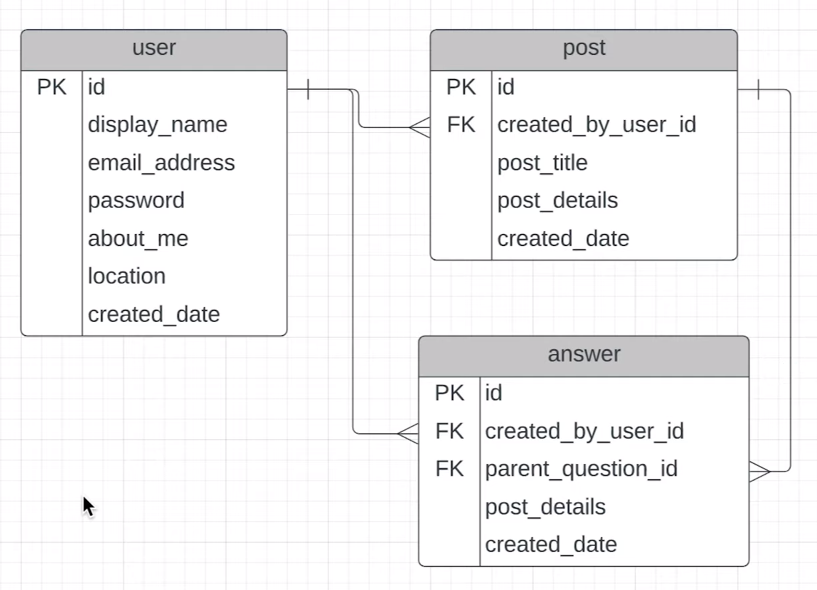 user
PK id
display_name
email_address
password
about_me
location
created_date
post
PK id
FK created_by_user_id
post_title
post_details
created_date
answer
PK id
FK created_by_user_id
FK parent_question_id
post_details
created_date